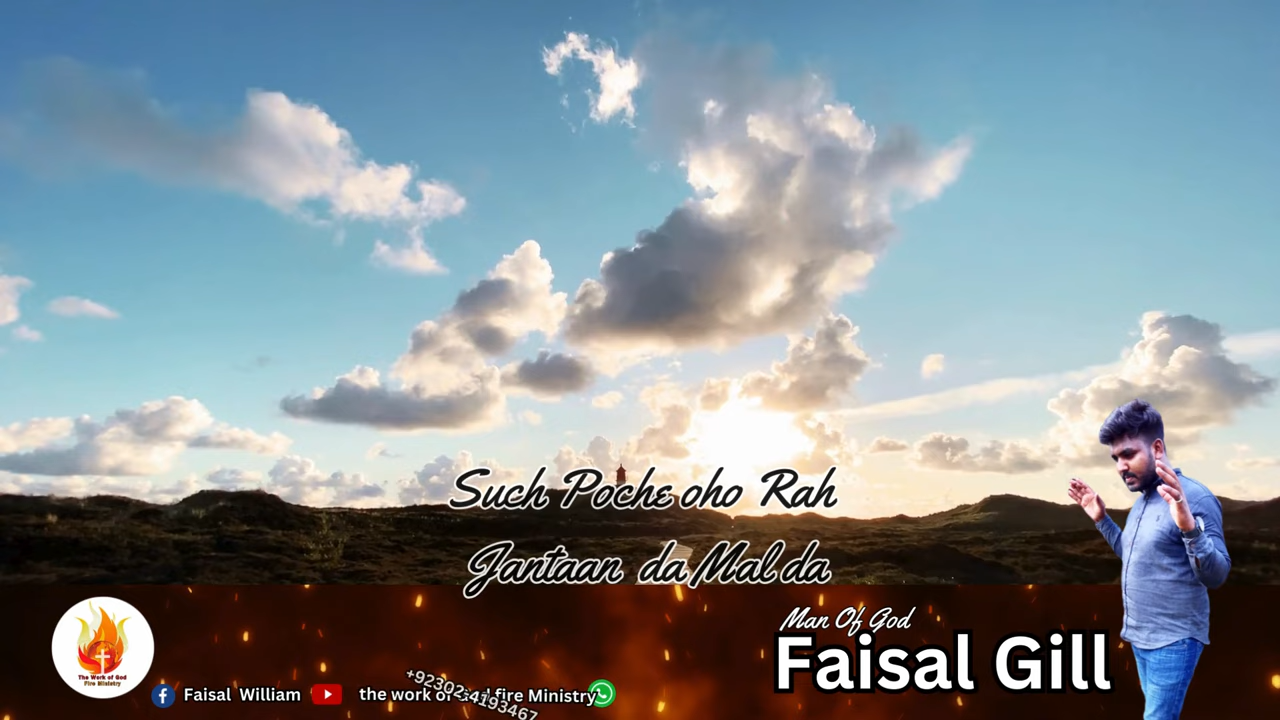 Such Poche oho Rah
Jantaan da Mal da
Man Of God
Faisal Gill
The Work of God
Fire Ministry
Faisal William
the work of fire Ministry